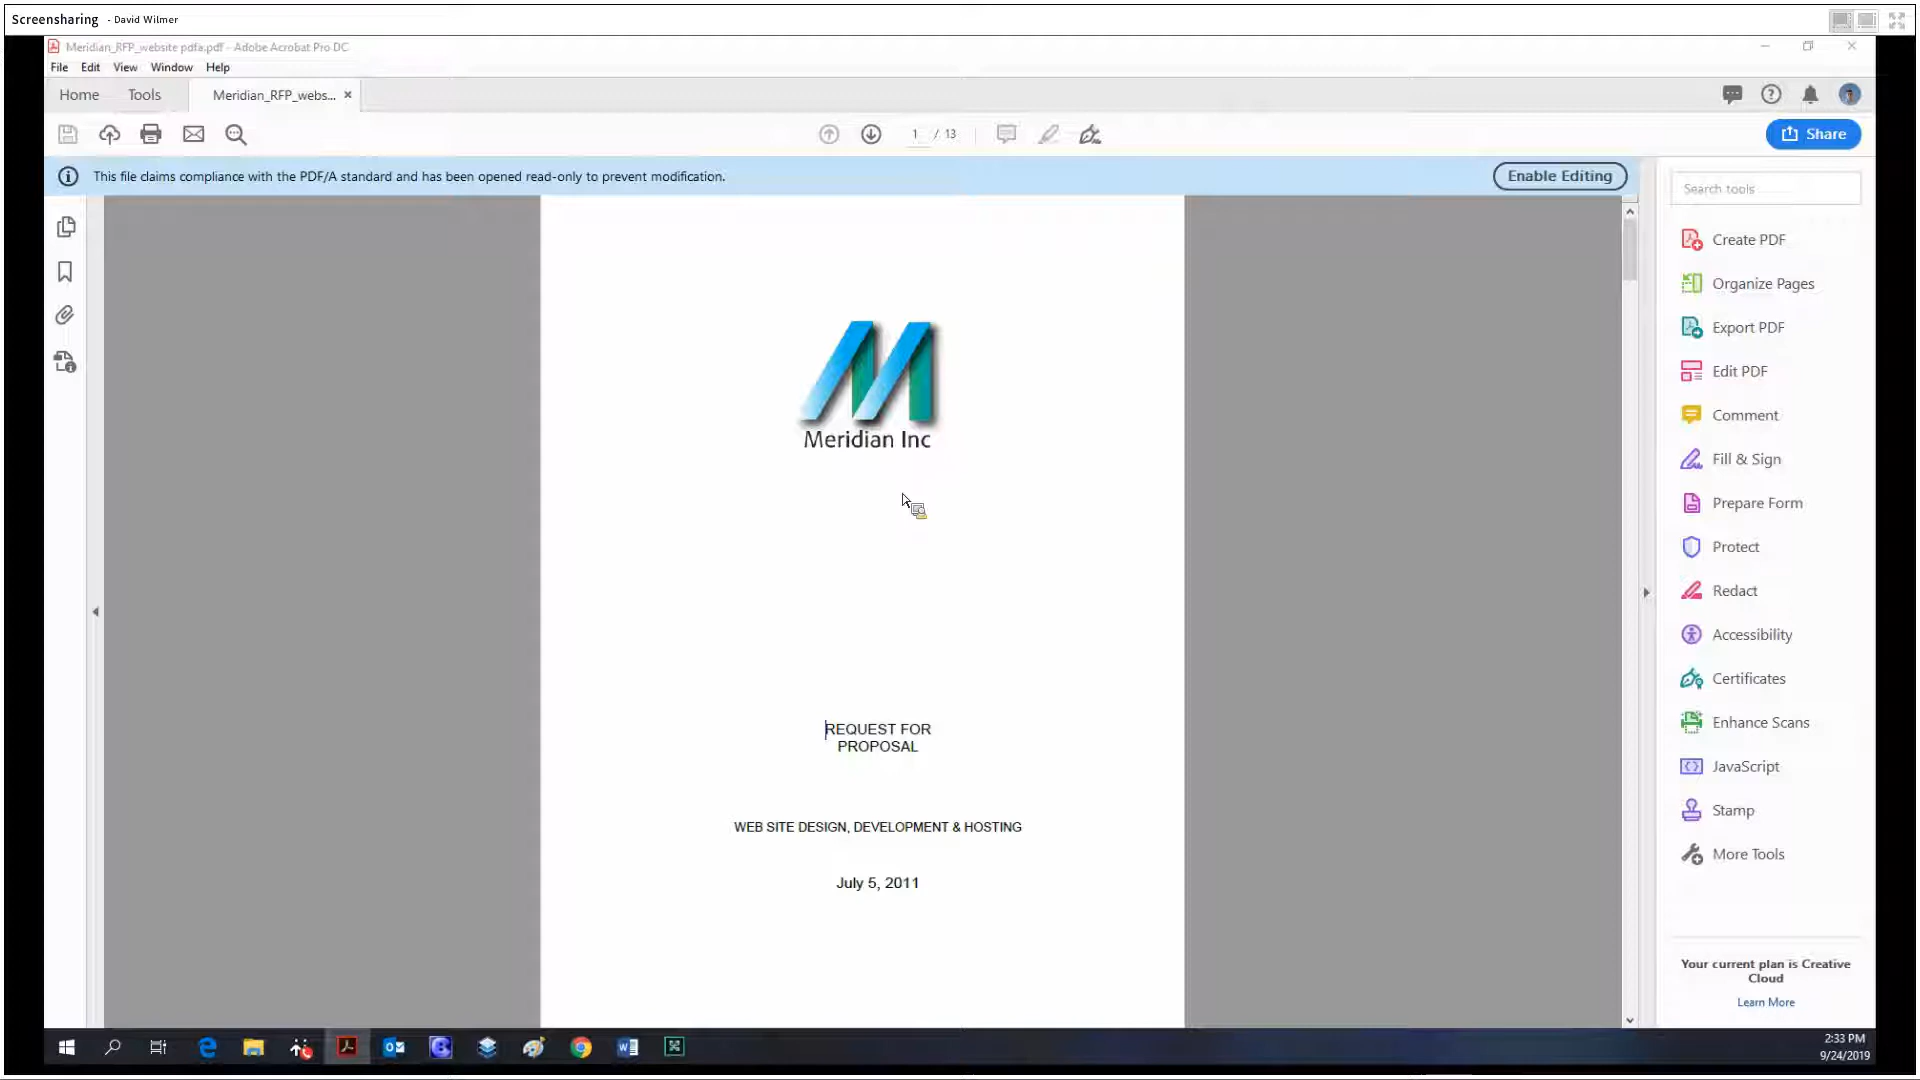 Screensharing - David Wilmer
Meridian_RFP_website pdfa.pdf - Adobe Acrobat Pro DC
File Edit View Window Help
Home Tools Meridian_RFP_webs... ×
1 / 13
Share
This file claims compliance with the PDF/A standard and has been opened read-only to prevent modification.
Enable Editing
Meridian Inc
REQUEST FOR
PROPOSAL
WEB SITE DESIGN, DEVELOPMENT & HOSTING
July 5, 2011
Search tools
Create PDF
Organize Pages
Export PDF
Edit PDF
Comment
Fill & Sign
Prepare Form
Protect
Redact
Accessibility
Certificates
Enhance Scans
JavaScript
Stamp
More Tools
Your current plan is Creative
Cloud
Learn More
2:33 PM
9/24/2019